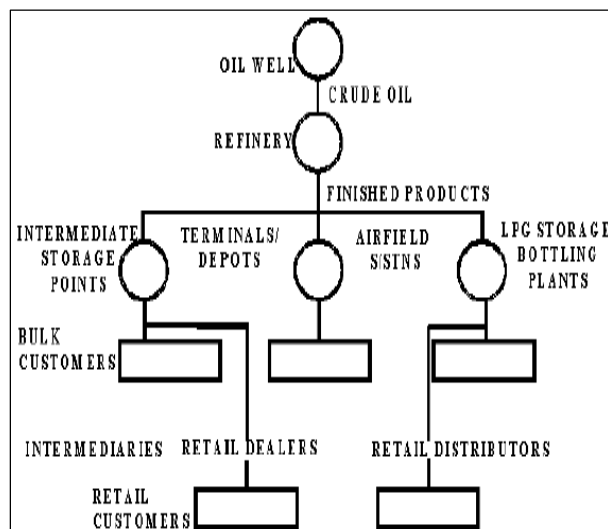 OIL WELL
CRUDE OIL
REFINERY
FINISHED PRODUCTS
INTERMEDIATE
STORAGE
POINTS
TERMINALS/
DEPOTS
AIRFIELD
S/STNS
LPG STORAGE
BOTTLING
PLANTS
BULK
CUSTOMERS
INTERMEDIARIES
RETAIL DEALERS
RETAIL DISTRIBUTORS
RETAIL
CUSTOMERS